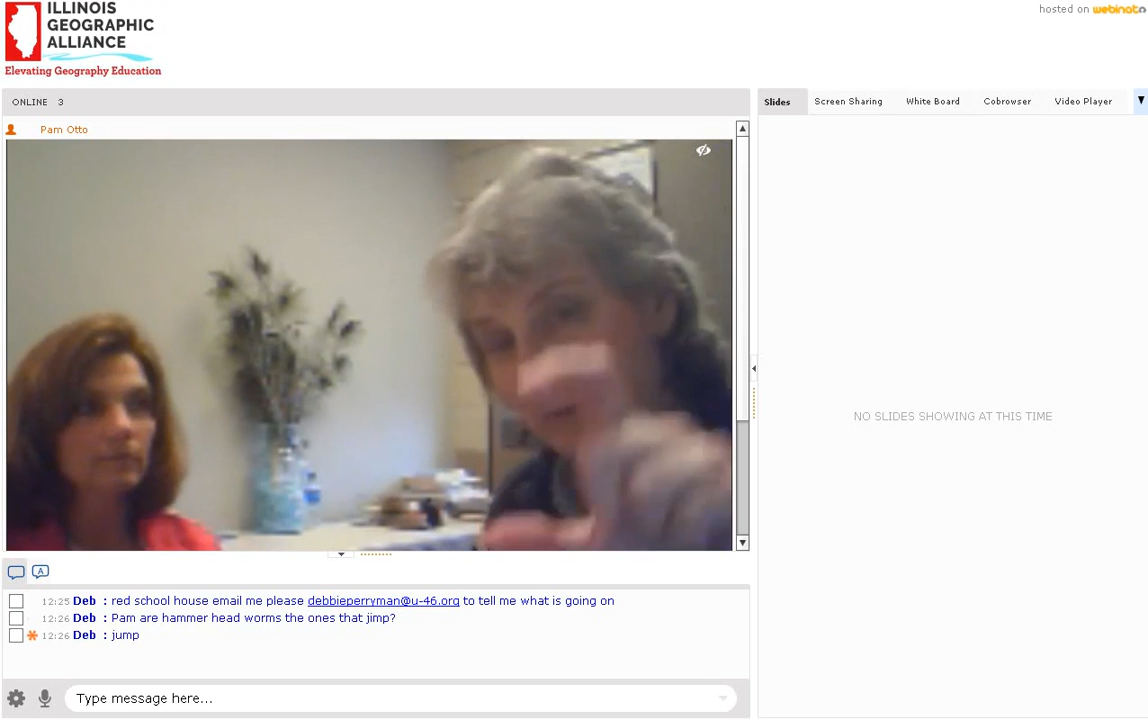 ILLINOIS
GEOGRAPHIC
ALLIANCE
Elevating Geography Education
hosted on webinato
ONLINE 3
Pam Otto
Slides Screen Sharing White Board Cobrowser Video Player
NO SLIDES SHOWING AT THIS TIME
A
12:25 Deb : red school house email me please debbieperryman@u-46.org to tell me what is going on
12:26 Deb : Pam are hammer head worms the ones that jimp?
12:26 Deb : jump
Type message here...